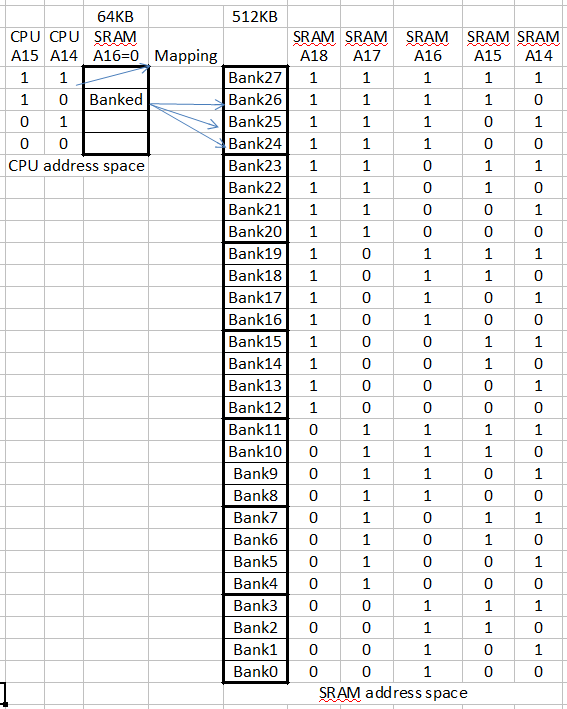 64KB 512KB
CPU CPU SRAM SRAM SRAM SRAM SRAM SRAM
A15 A14 A16=0 Mapping A18 A17 A16 A15 A14
1 1 Bank27 1 1 1 1 1
1 0 Banked Bank26 1 1 1 1 0
0 1 Bank25 1 1 1 0 1
0 0 Bank24 1 1 1 0 0
CPU address space Bank23 1 1 0 1 1
Bank22 1 1 0 1 0
Bank21 1 1 0 0 1
Bank20 1 1 0 0 0
Bank19 1 0 1 1 1
Bank18 1 0 1 1 0
Bank17 1 0 1 0 1
Bank16 1 0 1 0 0
Bank15 1 0 0 1 1
Bank14 1 0 0 1 0
Bank13 1 0 0 0 1
Bank12 1 0 0 0 0
Bank11 0 1 1 1 1
Bank10 0 1 1 1 0
Bank9 0 1 1 0 1
Bank8 0 1 1 0 0
Bank7 0 1 0 1 1
Bank6 0 1 0 1 0
Bank5 0 1 0 0 1
Bank4 0 1 0 0 0
Bank3 0 0 1 1 1
Bank2 0 0 1 1 0
Bank1 0 0 1 0 1
Bank0 0 0 1 0 0
SRAM address space